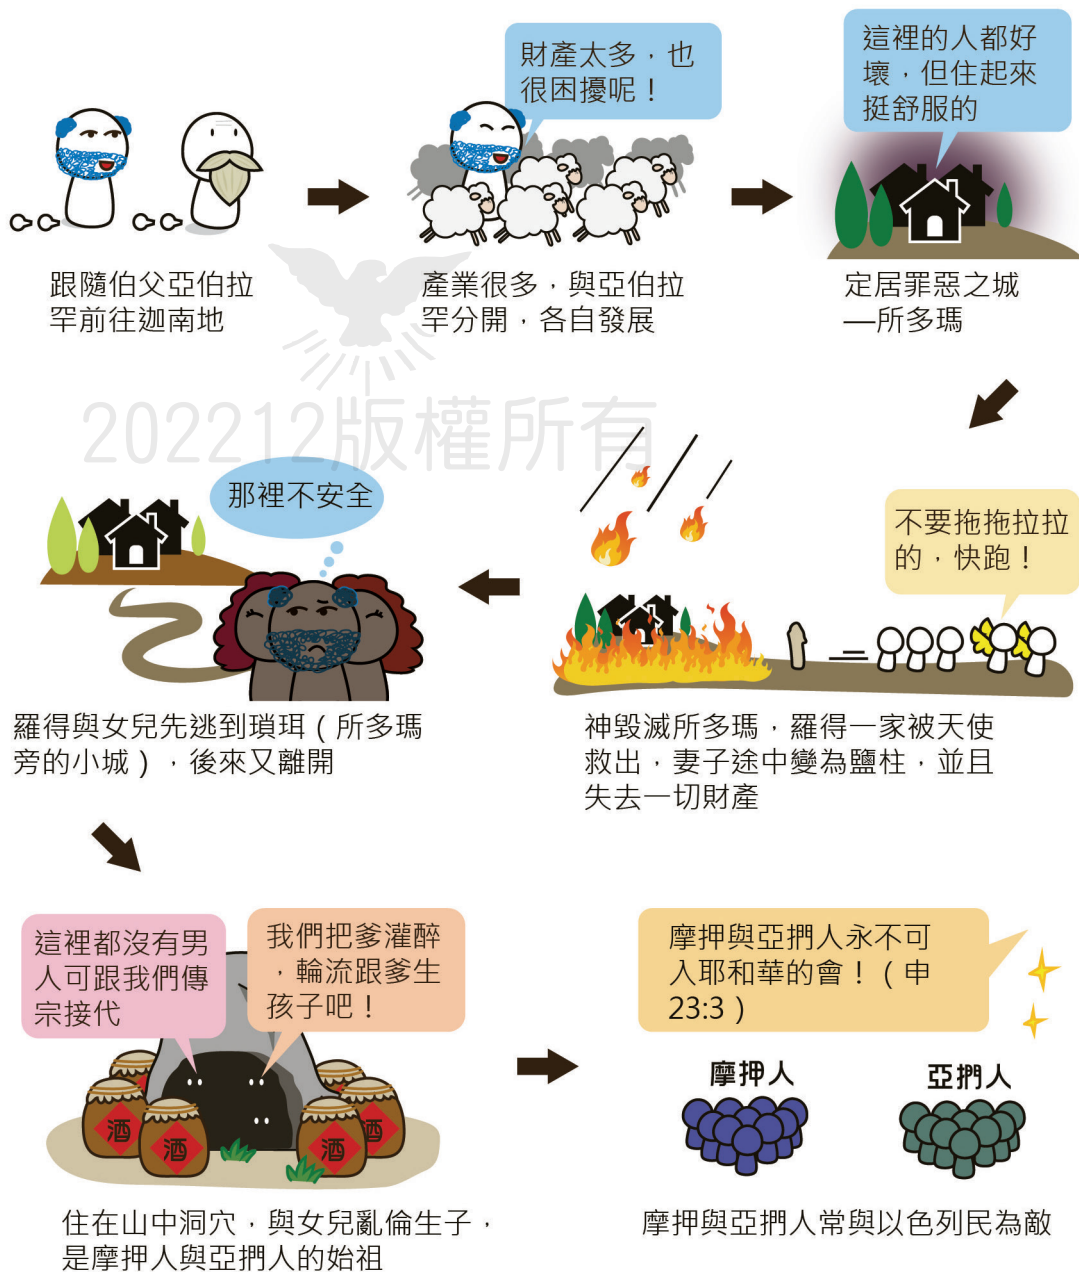 財產太多，也
很困擾呢！
這裡的人都好
壞，但住起來
挺舒服的
跟隨伯父亞伯拉
罕前往迦南地
產業很多，與亞伯拉
罕分開，各自發展
定居罪惡之城
—所多瑪
202212版權所有
不要拖拖拉拉
的，快跑！
神毀滅所多瑪，羅得一家被天使
救出，妻子途中變為鹽柱，並且
失去一切財產
那裡不安全
羅得與女兒先逃到瑣珥（所多瑪
旁的小城），後來又離開
這裡都沒有男
人可跟我們傳
宗接代
我們把爹灌醉
，輪流跟爹生
孩子吧！
酒
酒
酒
酒
住在山中洞穴，與女兒亂倫生子，
是摩押人與亞捫人的始祖
摩押與亞捫人永不可
入耶和華的會！（申
23:3）
摩押人
亞捫人
摩押與亞捫人常與以色列民為敵